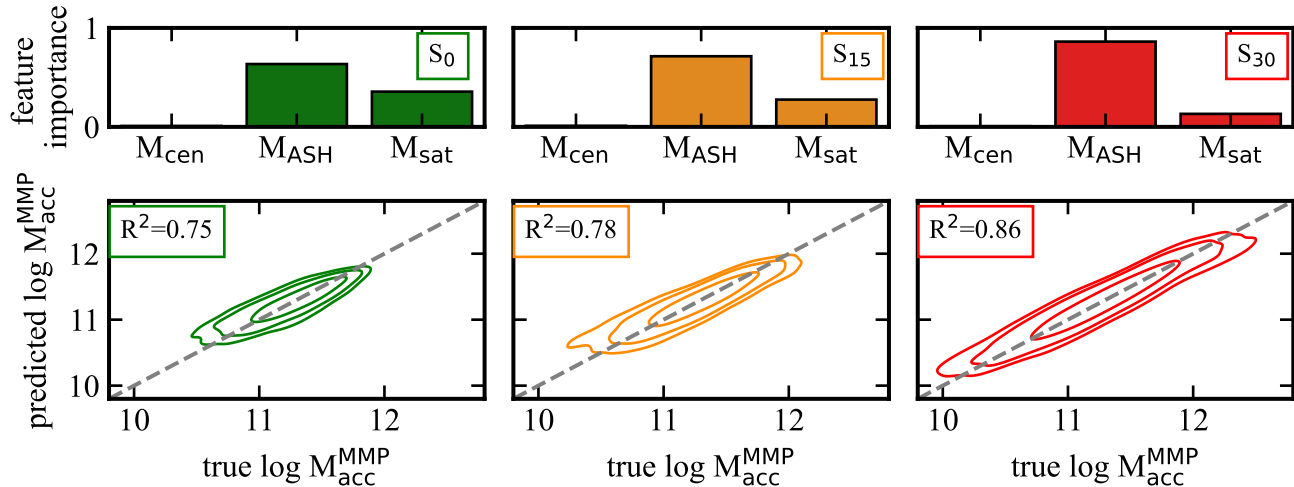 feature
importance
1
0
S₀
S₁₅
S₃₀
M_cen M_ASH M_sat
M_cen M_ASH M_sat
M_cen M_ASH M_sat
predicted log M_acc^MMP
12
11
10
R²=0.75
R²=0.78
R²=0.86
10 11 12
10 11 12
10 11 12
true log M_acc^MMP
true log M_acc^MMP
true log M_acc^MMP